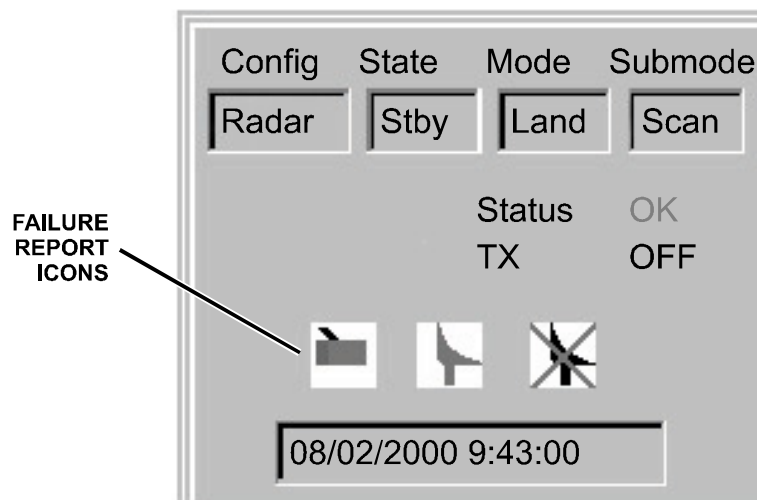 Config State Mode Submode
Radar Stby Land Scan
Status OK
TX OFF
FAILURE
REPORT
ICONS
08/02/2000 9:43:00